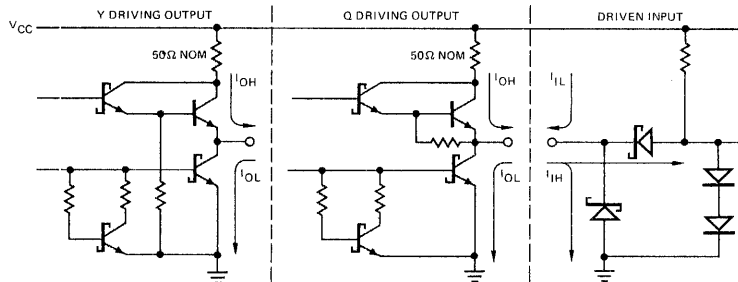 Y DRIVING OUTPUT
Q DRIVING OUTPUT
DRIVEN INPUT
VCC
50Ω NOM
50Ω NOM
IOH
IOH
IIL
IOL
IOL
IIH